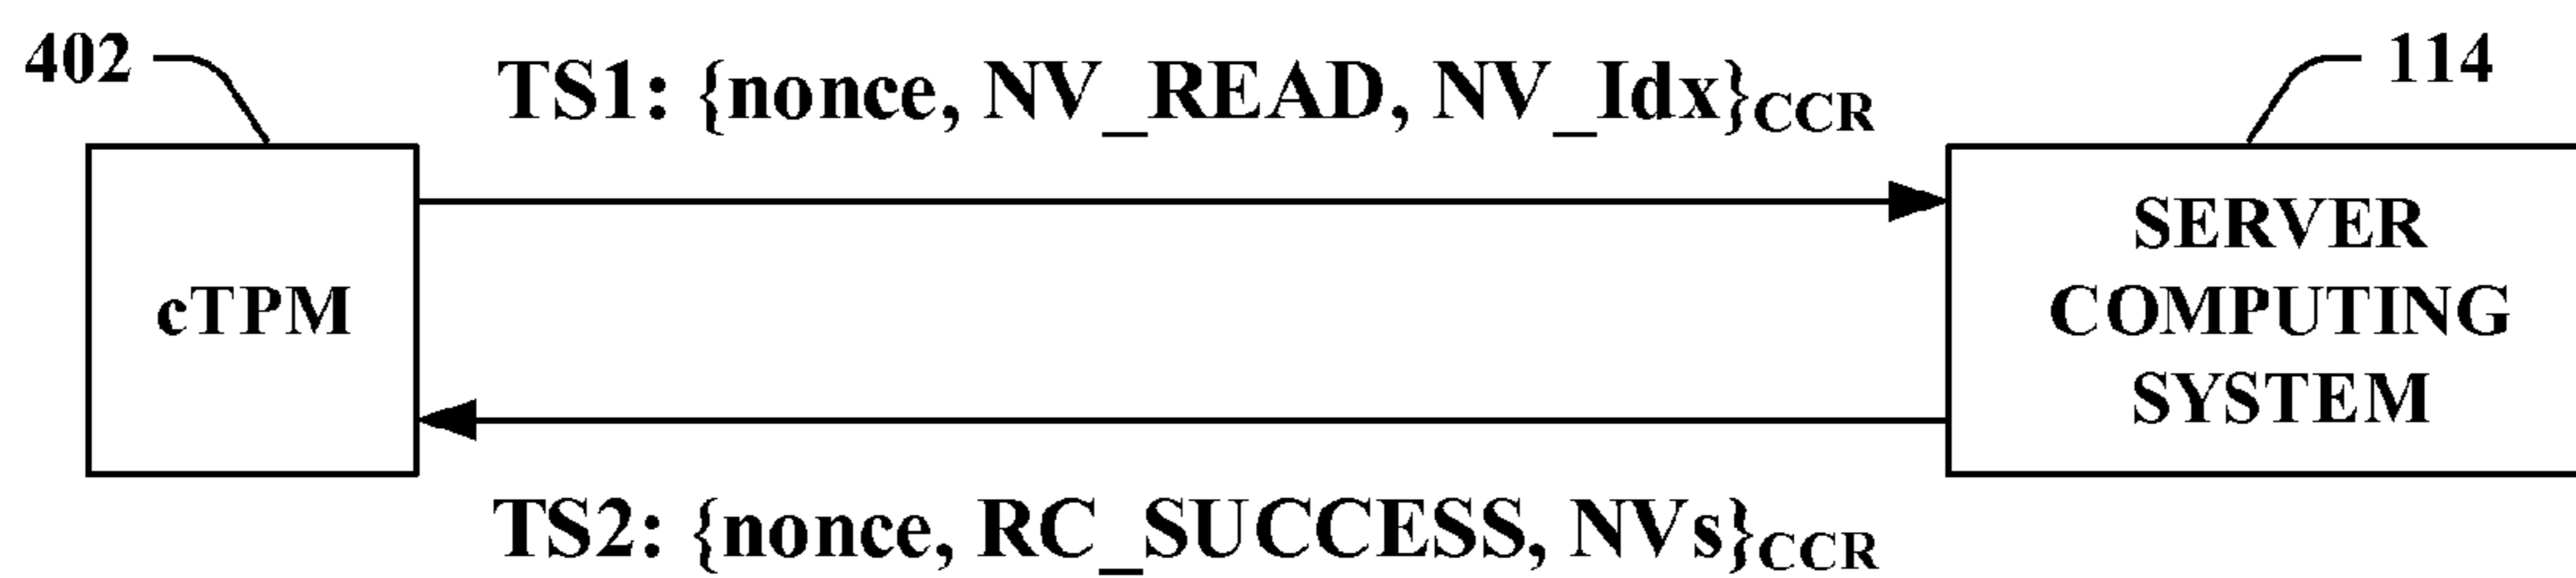 402
TS1: {nonce, NV_READ, NV_Idx}CCR
114
cTPM
SERVER
COMPUTING
SYSTEM
TS2: {nonce, RC_SUCCESS, NVs}CCR